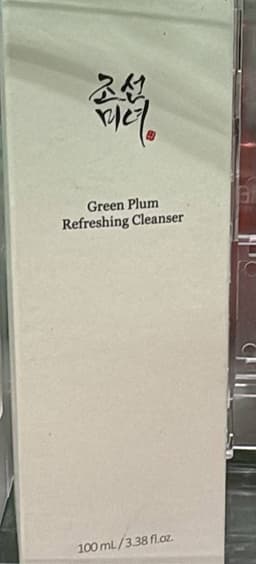 조선
미녀
Green Plum
Refreshing Cleanser
100 mL / 3.38 fl.oz.